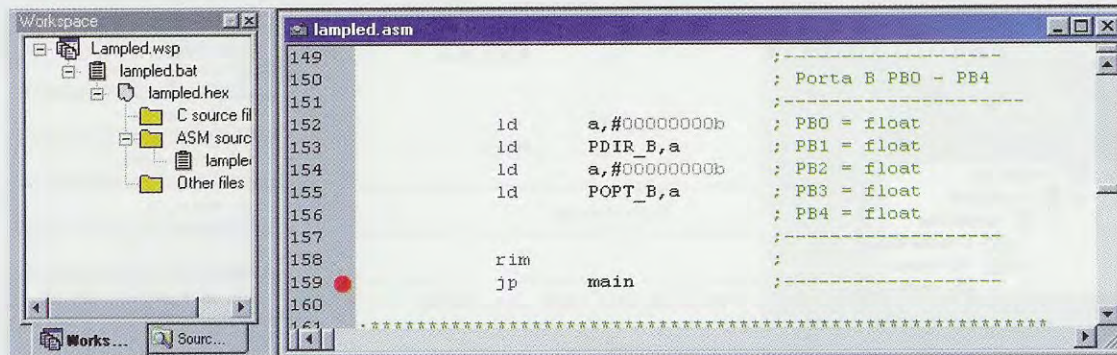 Workspace
Lampled.wsp
lampled.bat
lampled.hex
C source fil
ASM sourc
lampled
Other files
Works...
Sourc...
lampled.asm
149 ;--------------------
150 ; Porta B PB0 - PB4
151 ;----------------------
152 ld a,#00000000b ; PB0 = float
153 ld PDIR_B,a ; PB1 = float
154 ld a,#00000000b ; PB2 = float
155 ld POPT_B,a ; PB3 = float
156 ; PB4 = float
157 ;--------------------
158 rim ;
159 jp main ;--------------------
160
161 ;************************************************************